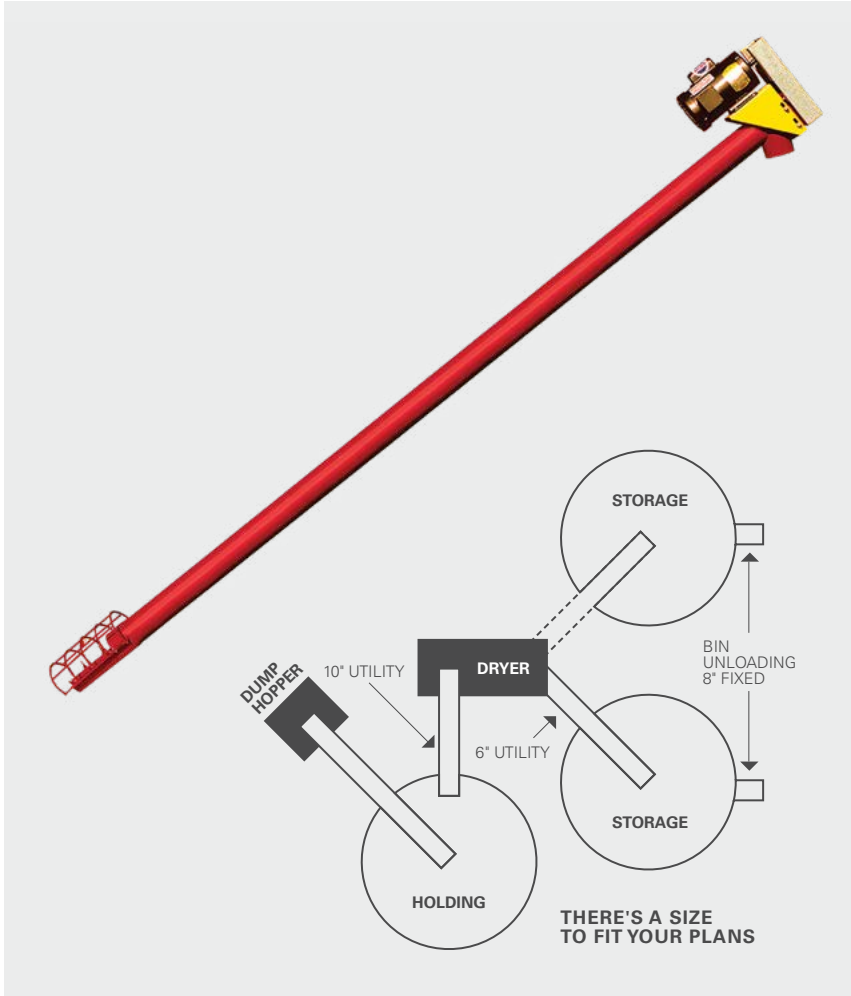 STORAGE
BIN
UNLOADING
8" FIXED
DUMP
HOPPER
10" UTILITY
DRYER
6" UTILITY
STORAGE
HOLDING
THERE'S A SIZE
TO FIT YOUR PLANS